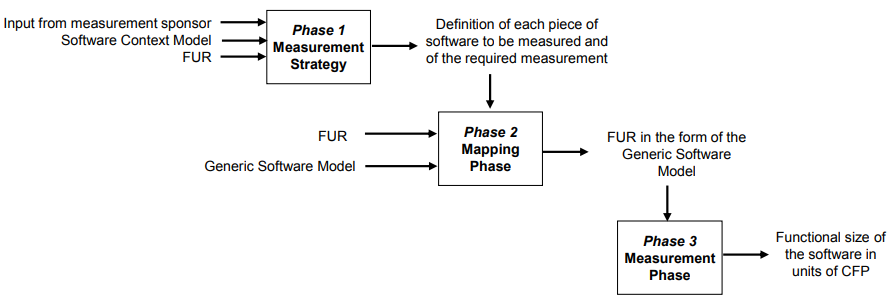 Input from measurement sponsor
Software Context Model
FUR
Phase 1
Measurement
Strategy
Definition of each piece of
software to be measured and
of the required measurement
FUR
Generic Software Model
Phase 2
Mapping
Phase
FUR in the form of the
Generic Software
Model
Phase 3
Measurement
Phase
Functional size of
the software in
units of CFP